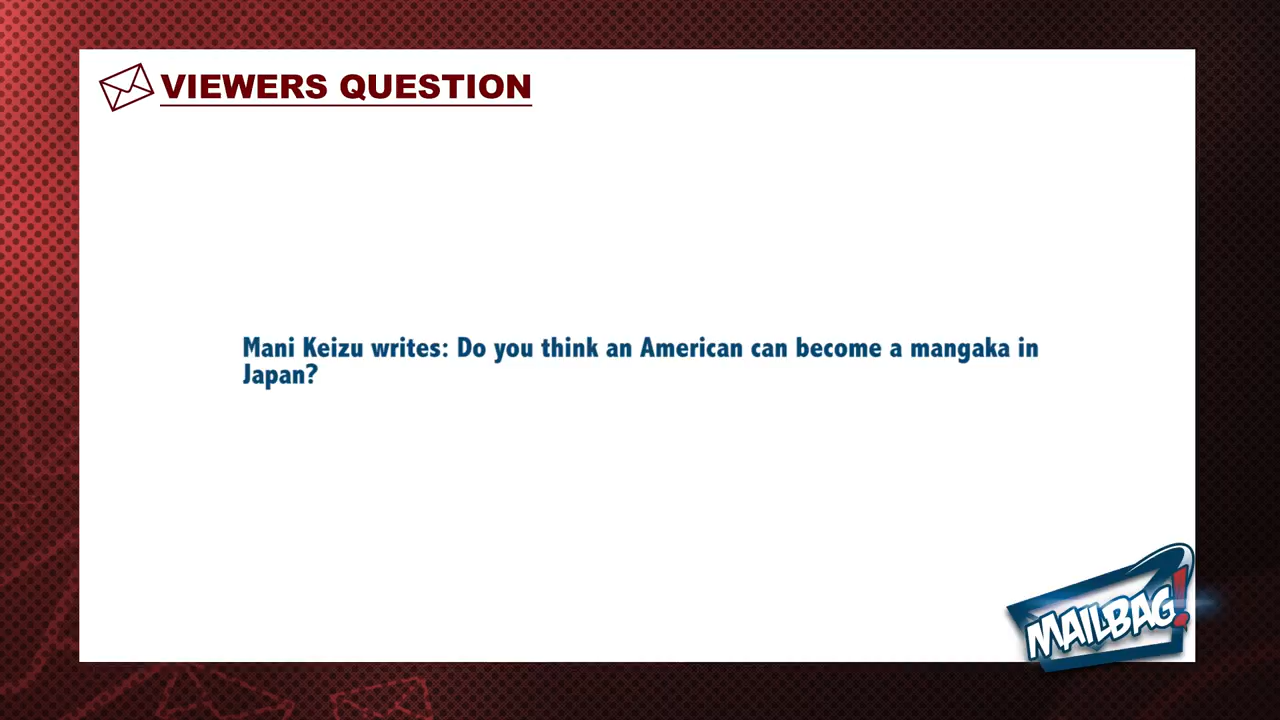 VIEWERS QUESTION
Mani Keizu writes: Do you think an American can become a mangaka in
Japan?
MAILBAG!